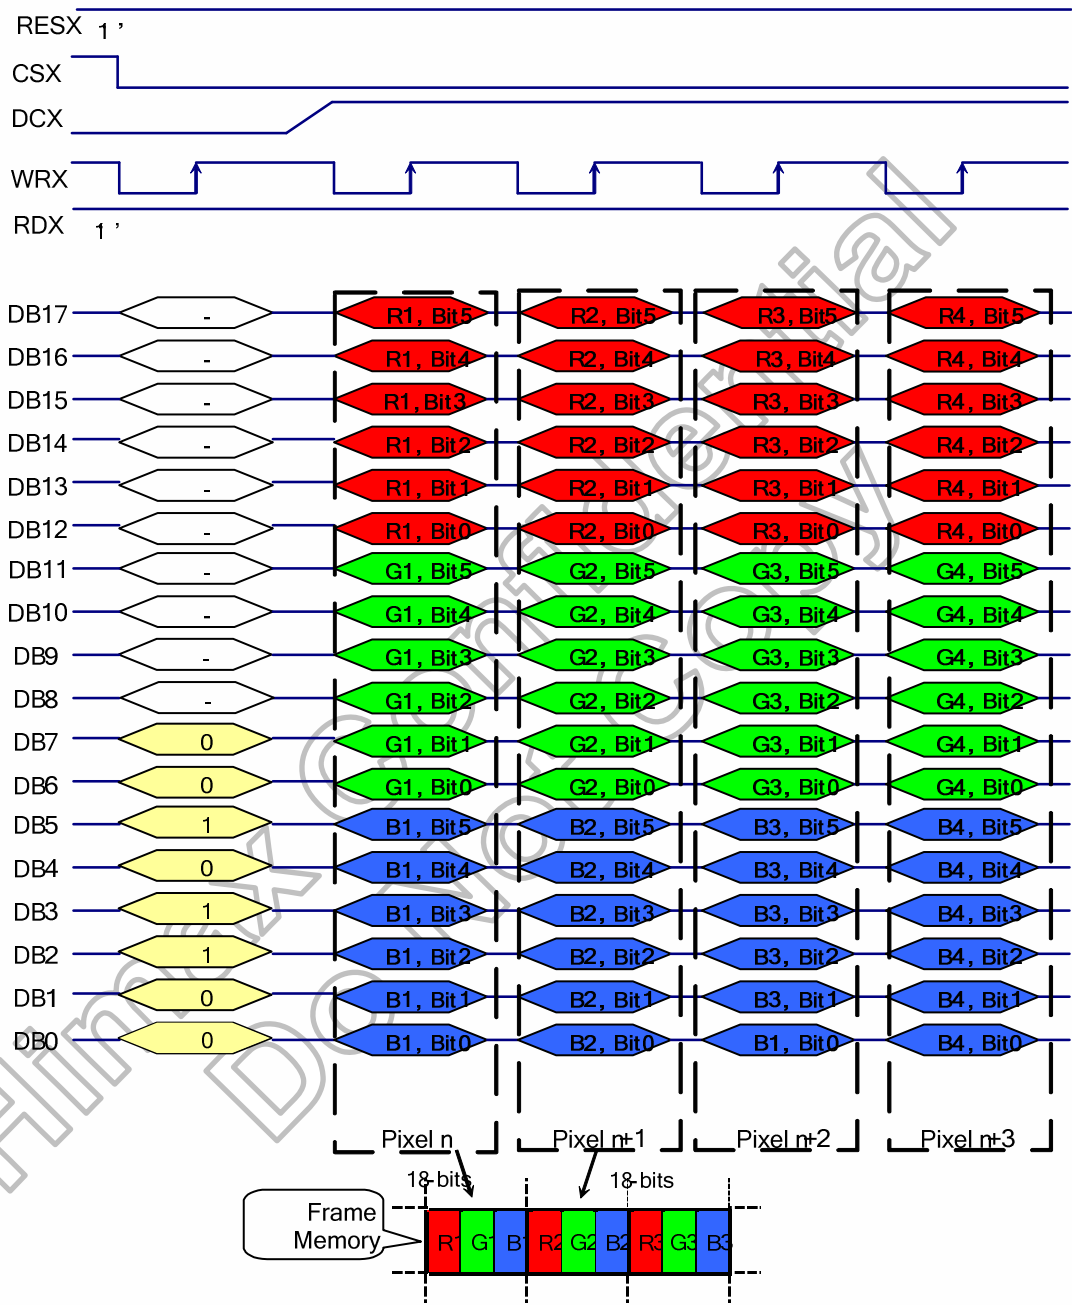 RESX 1 '
CSX
DCX
WRX
RDX 1 '
DB17 - R1, Bit5 R2, Bit5 R3, Bit5 R4, Bit5
DB16 - R1, Bit4 R2, Bit4 R3, Bit4 R4, Bit4
DB15 - R1, Bit3 R2, Bit3 R3, Bit3 R4, Bit3
DB14 - R1, Bit2 R2, Bit2 R3, Bit2 R4, Bit2
DB13 - R1, Bit1 R2, Bit1 R3, Bit1 R4, Bit1
DB12 - R1, Bit0 R2, Bit0 R3, Bit0 R4, Bit0
DB11 - G1, Bit5 G2, Bit5 G3, Bit5 G4, Bit5
DB10 - G1, Bit4 G2, Bit4 G3, Bit4 G4, Bit4
DB9 - G1, Bit3 G2, Bit3 G3, Bit3 G4, Bit3
DB8 - G1, Bit2 G2, Bit2 G3, Bit2 G4, Bit2
DB7 0 G1, Bit1 G2, Bit1 G3, Bit1 G4, Bit1
DB6 0 G1, Bit0 G2, Bit0 G3, Bit0 G4, Bit0
DB5 1 B1, Bit5 B2, Bit5 B3, Bit5 B4, Bit5
DB4 0 B1, Bit4 B2, Bit4 B3, Bit4 B4, Bit4
DB3 1 B1, Bit3 B2, Bit3 B3, Bit3 B4, Bit3
DB2 1 B1, Bit2 B2, Bit2 B3, Bit2 B4, Bit2
DB1 0 B1, Bit1 B2, Bit1 B3, Bit1 B4, Bit1
DB0 0 B1, Bit0 B2, Bit0 B1, Bit0 B4, Bit0
Pixel n Pixel n+1 Pixel n+2 Pixel n+3
18-bits 18-bits
Frame
Memory
R1 G1 B1 R2 G2 B2 R3 G3 B3
Himax Confidential
Do Not Copy